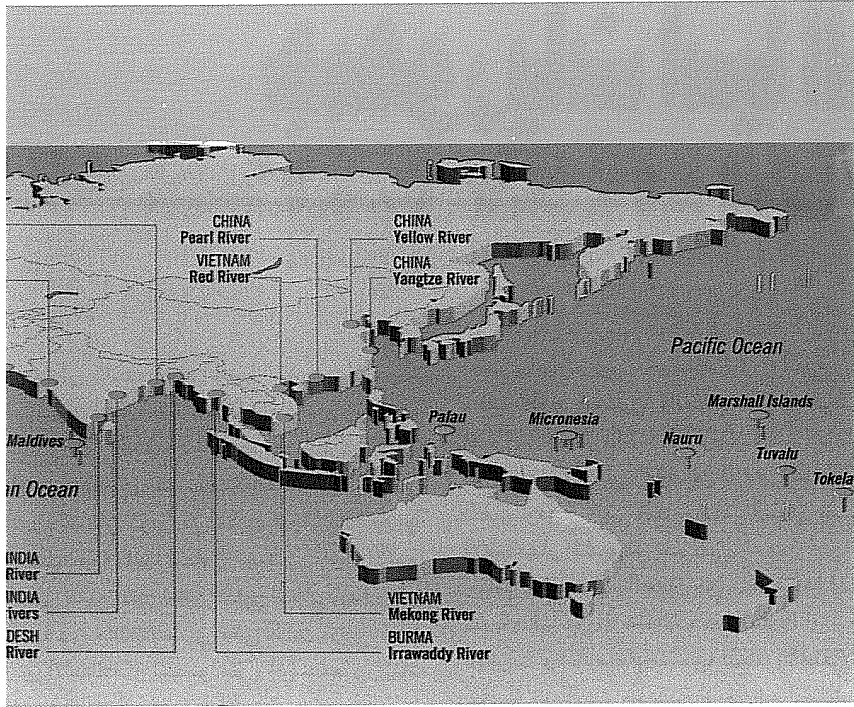 CHINA
Pearl River
CHINA
Yellow River
VIETNAM
Red River
CHINA
Yangtze River
Pacific Ocean
Marshall Islands
Maldives
Palau
Micronesia
Nauru
Tuvalu
Tokela
an Ocean
INDIA
River
INDIA
ivers
DESH
River
VIETNAM
Mekong River
BURMA
Irrawaddy River